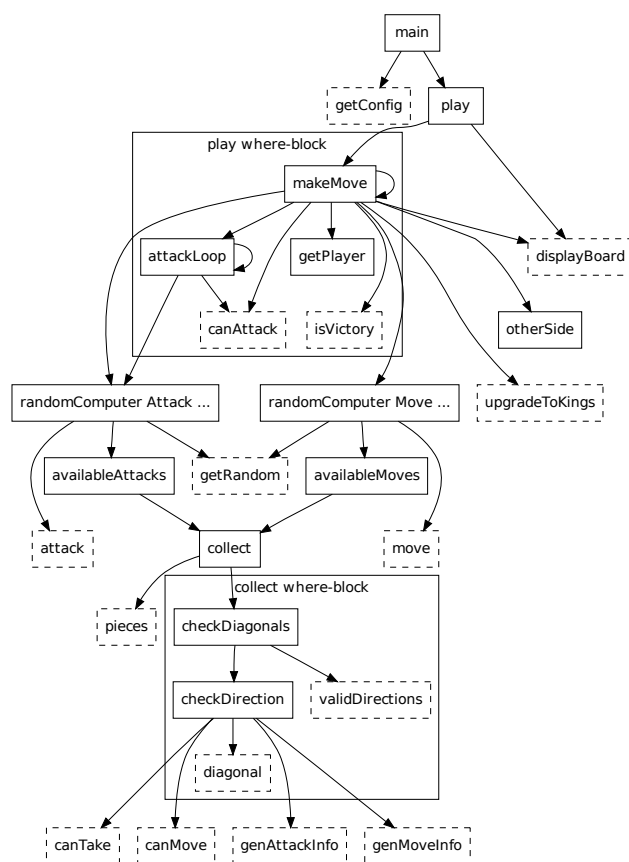 main
getConfig
play
play where-block
makeMove
attackLoop
getPlayer
displayBoard
canAttack
isVictory
otherSide
randomComputer Attack ...
randomComputer Move ...
upgradeToKings
availableAttacks
getRandom
availableMoves
attack
collect
move
collect where-block
pieces
checkDiagonals
checkDirection
validDirections
diagonal
canTake
canMove
genAttackInfo
genMoveInfo